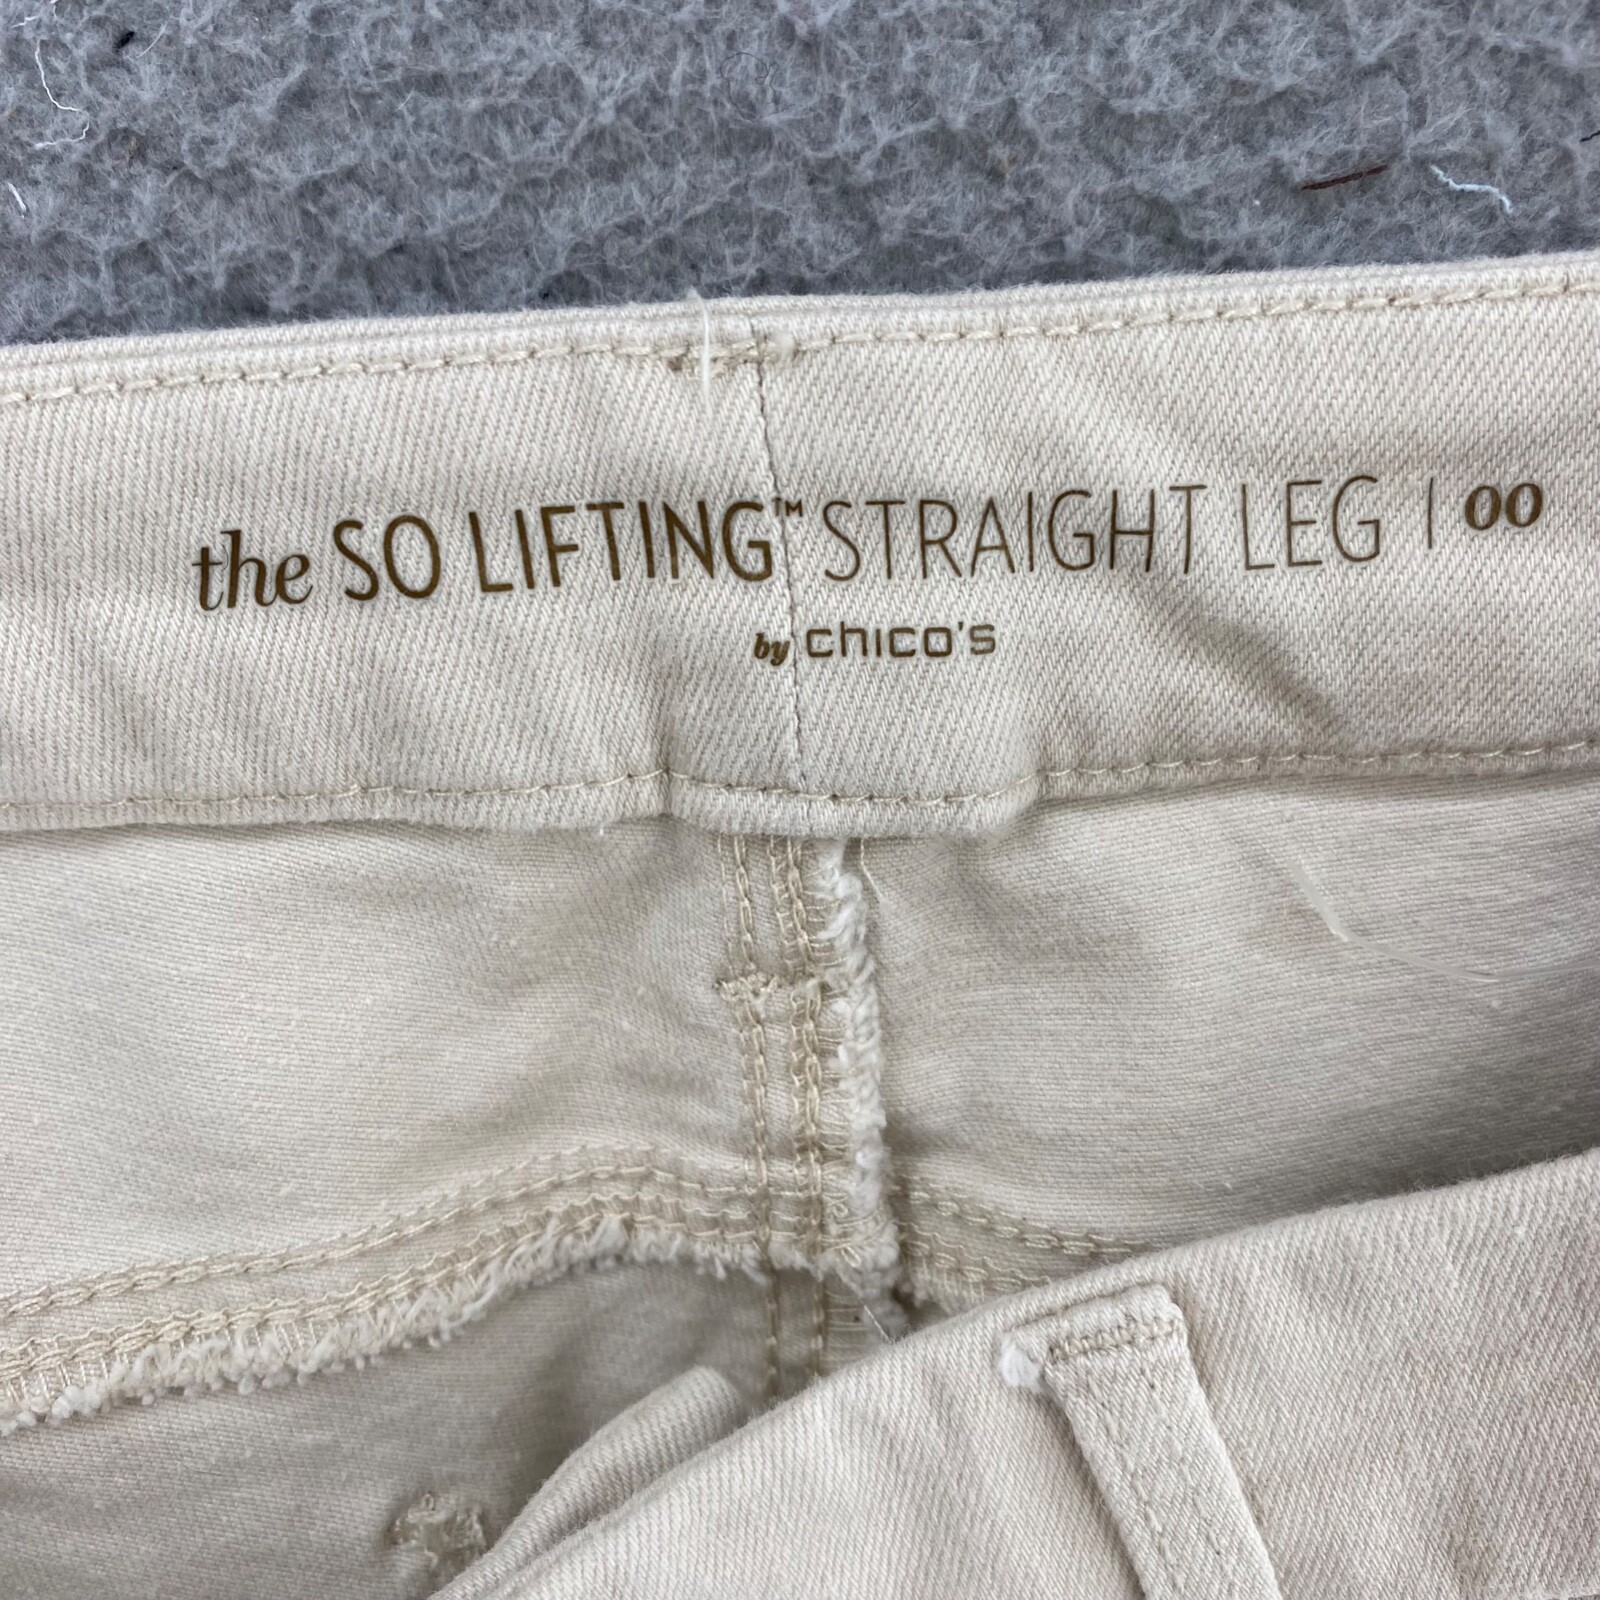 the SO LIFTING™ STRAIGHT LEG | 00
by chico's